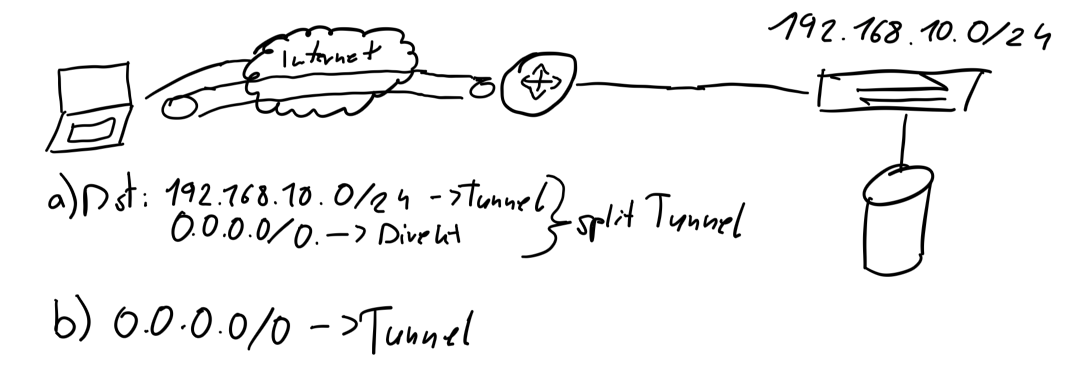 192.168.10.0/24
Internet
a) Dst: 192.168.10.0/24 -> Tunnel
0.0.0.0/0. -> Direkt
split Tunnel
b) 0.0.0.0/0 -> Tunnel